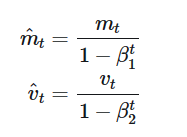 m̂_t = m_t / (1 − β_1^t)
v̂_t = v_t / (1 − β_2^t)